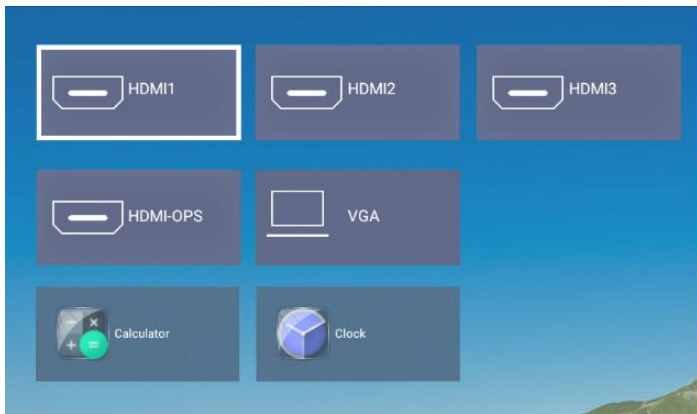 HDMI1
HDMI2
HDMI3
HDMI-OPS
VGA
Calculator
Clock